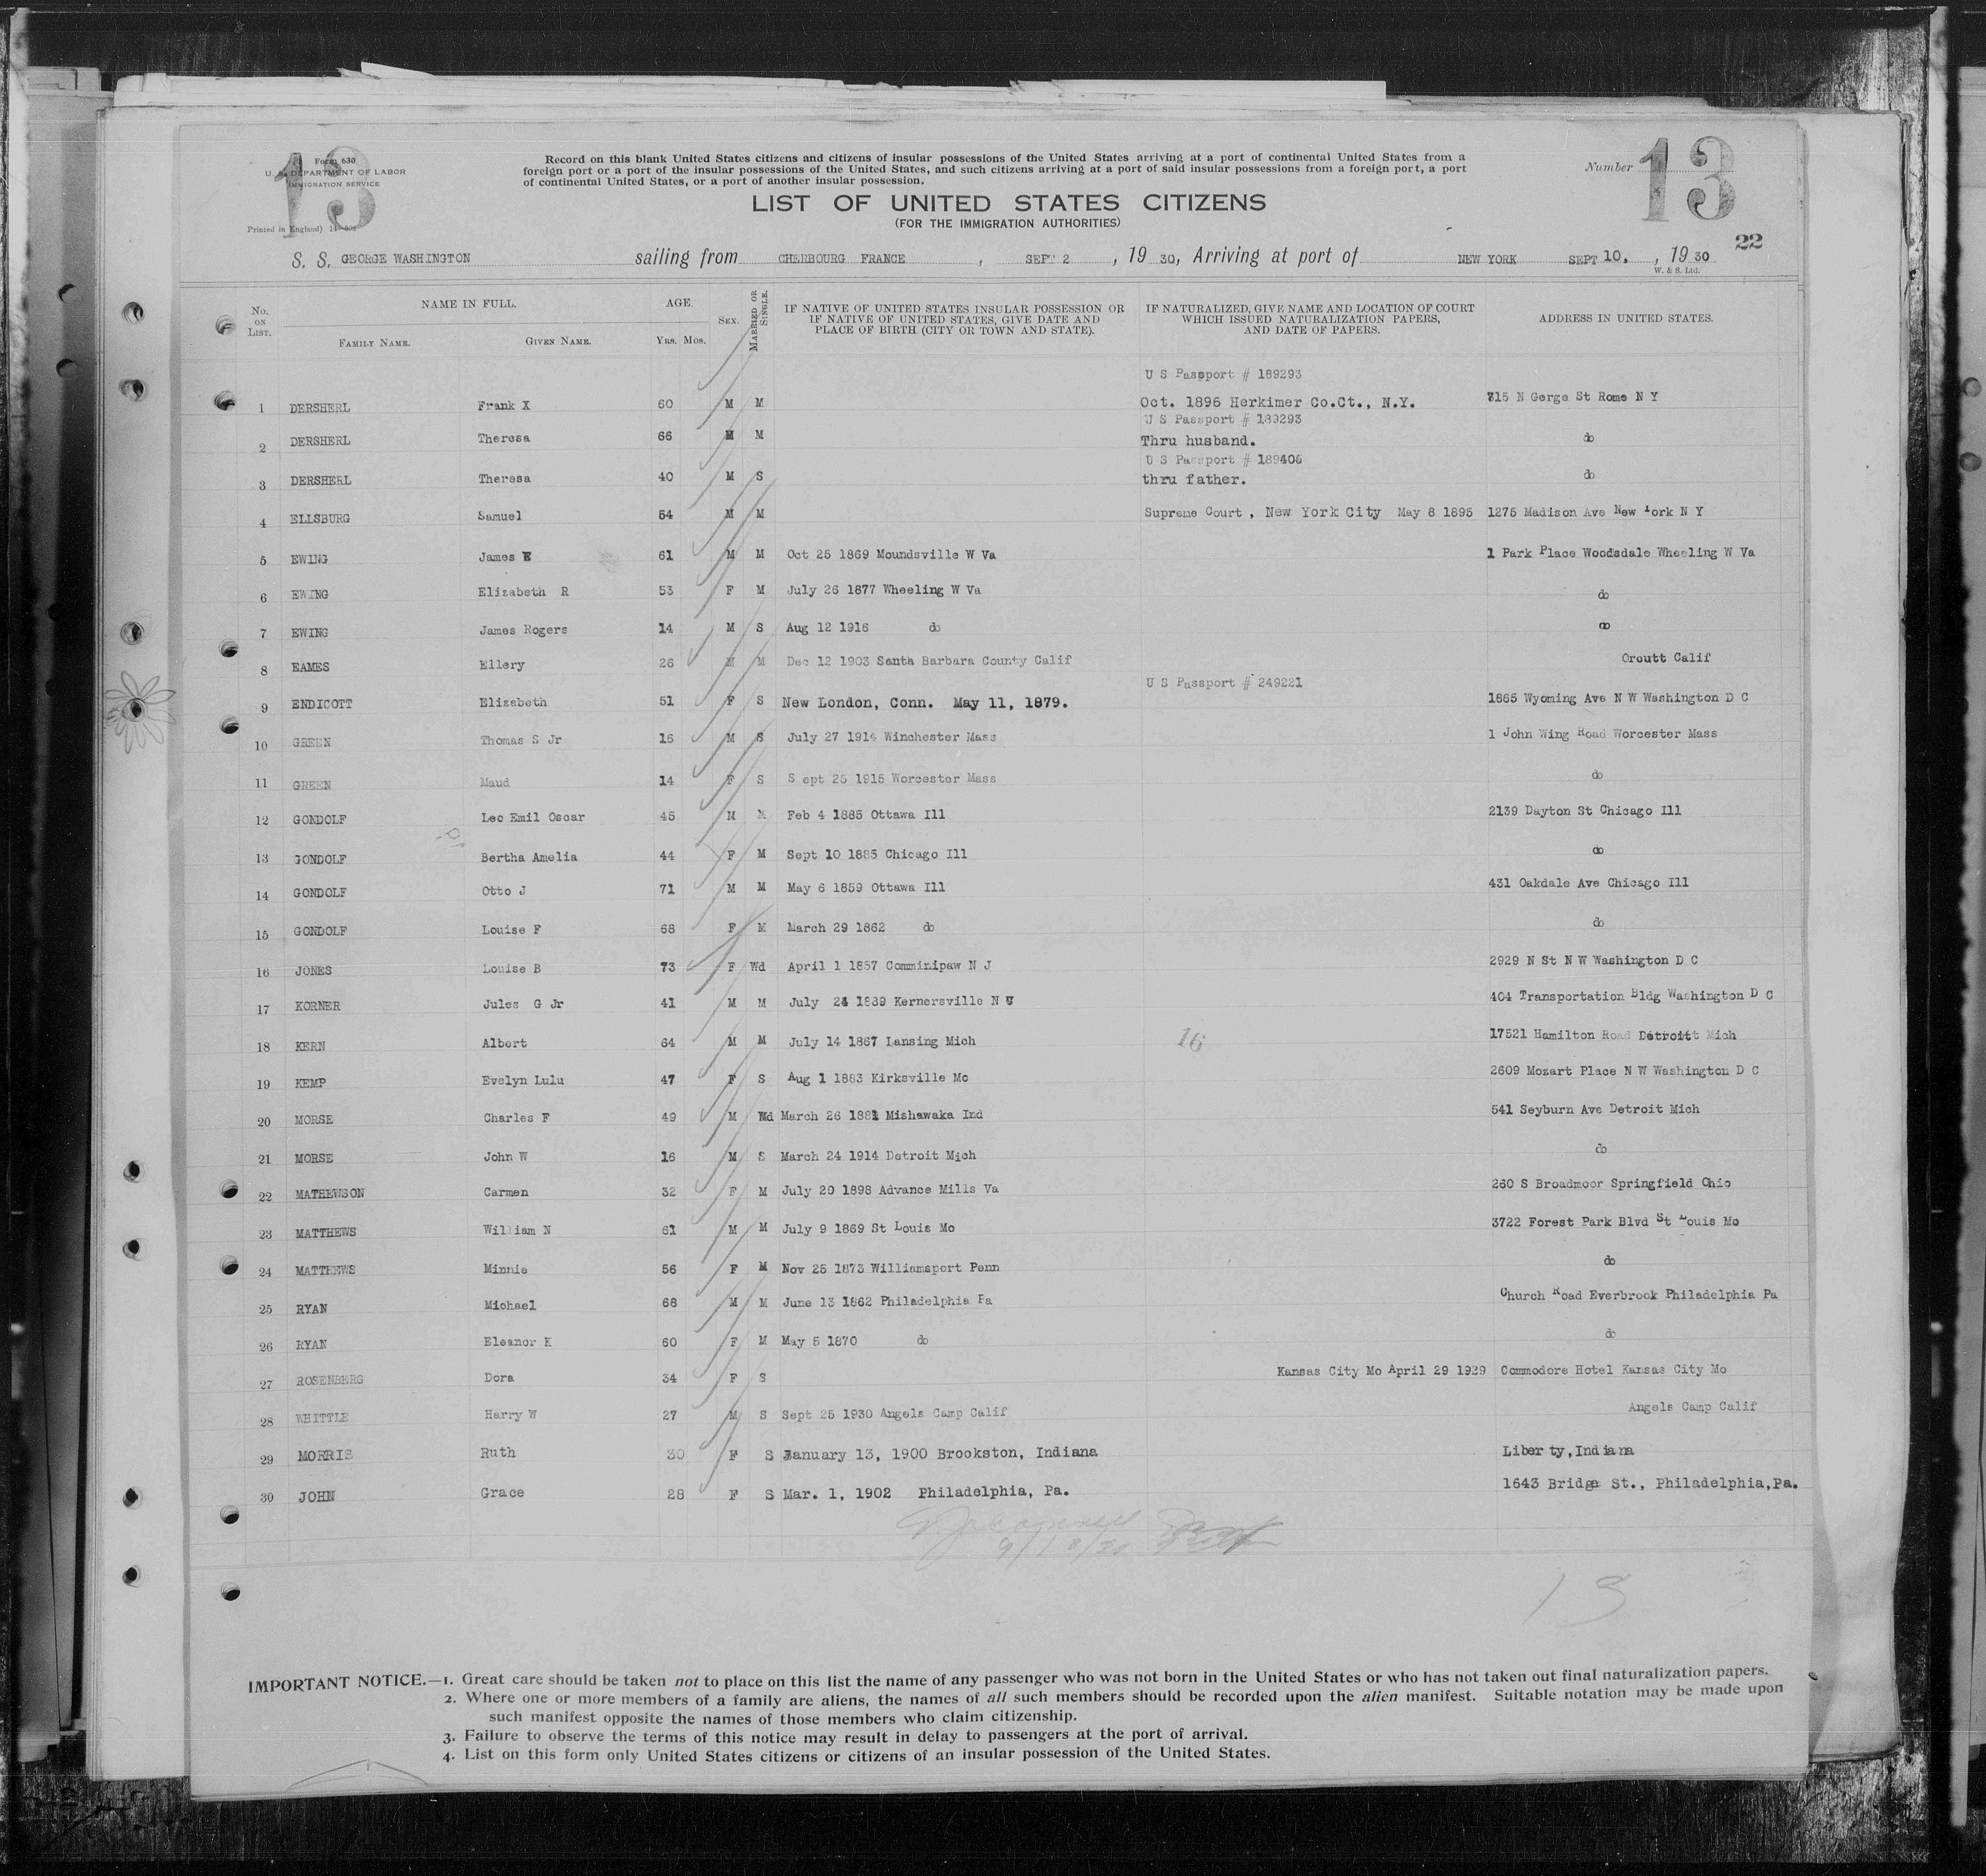 Form 630
U. S. DEPARTMENT OF LABOR
IMMIGRATION SERVICE
13
Printed in England)
Record on this blank United States citizens and citizens of insular possessions of the United States arriving at a port of continental United States from a
foreign port or a port of the insular possessions of the United States, and such citizens arriving at a port of said insular possessions from a foreign port, a port
of continental United States, or a port of another insular possession.
Number 13
LIST OF UNITED STATES CITIZENS
(FOR THE IMMIGRATION AUTHORITIES)
22
S. S. GEORGE WASHINGTON sailing from CHERBOURG FRANCE , SEPT 2 , 19 30, Arriving at port of NEW YORK SEPT 10, , 19 30
W. & S. Ltd.
No. ON LIST. NAME IN FULL. FAMILY NAME. GIVEN NAME. AGE. YRS. MOS. SEX. MARRIED OR SINGLE. IF NATIVE OF UNITED STATES INSULAR POSSESSION OR IF NATIVE OF UNITED STATES, GIVE DATE AND PLACE OF BIRTH (CITY OR TOWN AND STATE). IF NATURALIZED, GIVE NAME AND LOCATION OF COURT WHICH ISSUED NATURALIZATION PAPERS, AND DATE OF PAPERS. ADDRESS IN UNITED STATES.
U S Passport # 189293
1 DERSHERL Frank X 60 M M Oct. 1896 Herkimer Co.Ct., N.Y. 715 N Gerge St Rome N Y
U S Passport # 189293
2 DERSHERL Theresa 66 M M Thru husband. do
U S Passport # 189406
3 DERSHERL Theresa 40 M S thru father. do
4 ELLSBURG Samuel 54 M M Supreme Court , New York City May 8 1895 1275 Madison Ave New York N Y
5 EWING James E 61 M M Oct 25 1869 Moundsville W Va 1 Park Place Woodsdale Wheeling W Va
6 EWING Elizabeth R 53 F M July 26 1877 Wheeling W Va do
7 EWING James Rogers 14 M S Aug 12 1916 do do
8 EAMES Ellery 26 M M Dec 12 1903 Santa Barbara County Calif Orcutt Calif
U S Passport # 249221
9 ENDICOTT Elizabeth 51 F S New London, Conn. May 11, 1879. 1865 Wyoming Ave N W Washington D C
10 GREEN Thomas S Jr 16 M S July 27 1914 Winchester Mass 1 John Wing Road Worcester Mass
11 GREEN Maud 14 F S S ept 25 1915 Worcester Mass do
12 GONDOLF Leo Emil Oscar 45 M M Feb 4 1885 Ottawa Ill 2139 Dayton St Chicago Ill
13 GONDOLF Bertha Amelia 44 F M Sept 10 1885 Chicago Ill do
14 GONDOLF Otto J 71 M M May 6 1859 Ottawa Ill 431 Oakdale Ave Chicago Ill
15 GONDOLF Louise F 68 F M March 29 1862 do do
16 JONES Louise B 73 F Wd April 1 1857 Comminipaw N J 2929 N St N W Washington D C
17 KORNER Jules G Jr 41 M M July 24 1839 Kernersville N 404 Transportation Bldg Washington D C
18 KERN Albert 64 M M July 14 1867 Lansing Mich 16 17521 Hamilton Road Detroitt Mich
19 KEMP Evelyn Lulu 47 F S Aug 1 1883 Kirksville Mo 2609 Mozart Place N W Washington D C
20 MORSE Charles F 49 M Wd March 26 1881 Mishawaka Ind 541 Seyburn Ave Detroit Mich
21 MORSE John W 16 M S March 24 1914 Detroit Mich do
22 MATHEWSON Carmen 32 F M July 20 1898 Advance Mills Va 260 S Broadmoor Springfield Ohio
23 MATTHEWS William N 61 M M July 9 1869 St Louis Mo 3722 Forest Park Blvd St Louis Mo
24 MATTHEWS Minnie 56 F M Nov 25 1873 Williamsport Penn do
25 RYAN Michael 68 M M June 13 1862 Philadelphia Pa Church Road Everbrook Philadelphia Pa
26 RYAN Eleanor K 60 F M May 5 1870 do do
27 ROSENBERG Dora 34 F S Kansas City Mo April 29 1929 Commodore Hotel Kansas City Mo
28 WHITTLE Harry W 27 M S Sept 25 1930 Angels Camp Calif Angels Camp Calif
29 MORRIS Ruth 30 F S January 13, 1900 Brookston, Indiana Liberty, Indiana
30 JOHN Grace 28 F S Mar. 1, 1902 Philadelphia, Pa. 1643 Bridge St., Philadelphia, Pa.
13
IMPORTANT NOTICE.—1. Great care should be taken not to place on this list the name of any passenger who was not born in the United States or who has not taken out final naturalization papers.
2. Where one or more members of a family are aliens, the names of all such members should be recorded upon the alien manifest. Suitable notation may be made upon
such manifest opposite the names of those members who claim citizenship.
3. Failure to observe the terms of this notice may result in delay to passengers at the port of arrival.
4. List on this form only United States citizens or citizens of an insular possession of the United States.